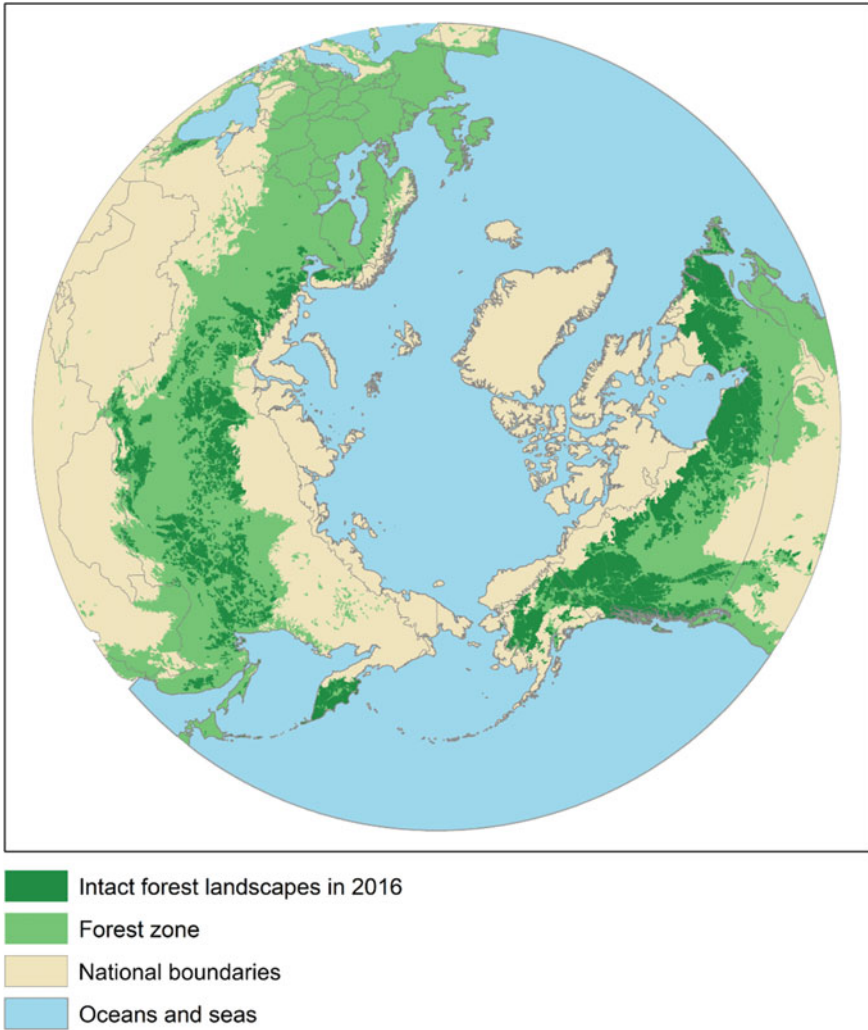 Intact forest landscapes in 2016
Forest zone
National boundaries
Oceans and seas